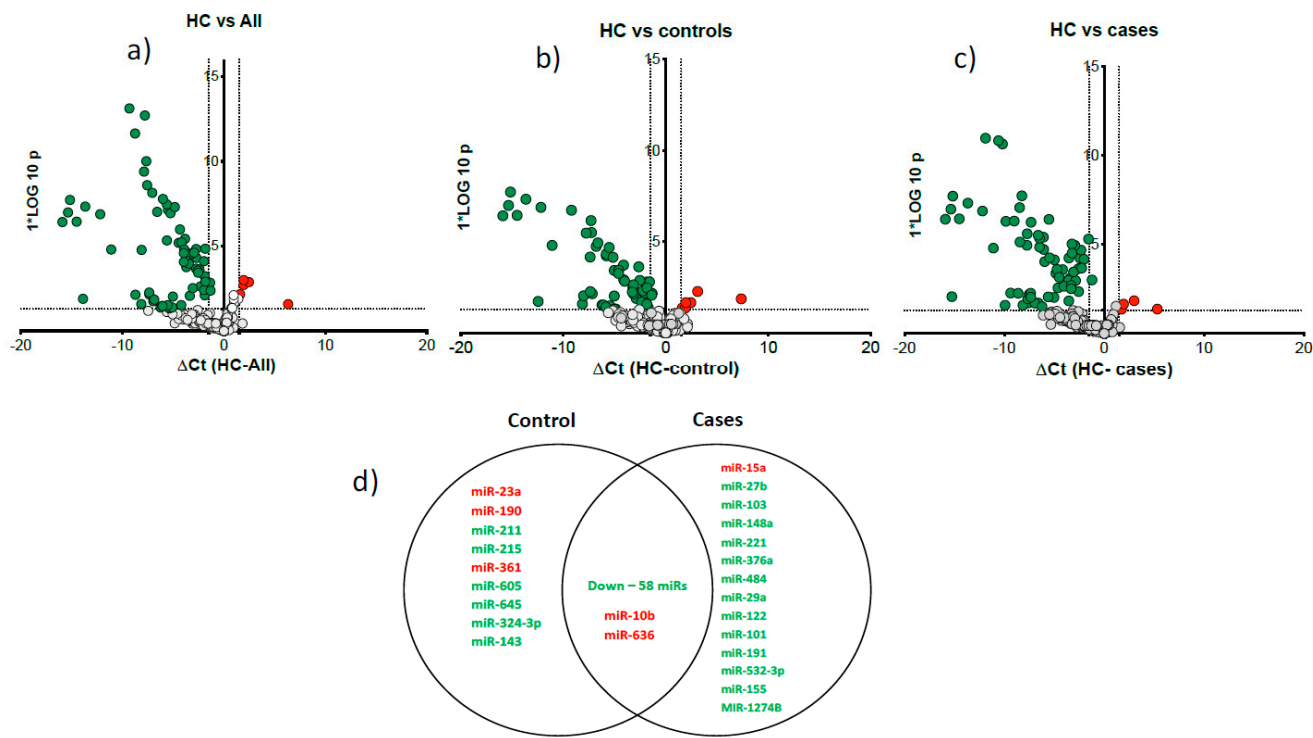 HC vs All
a)
15
10
5
1*LOG 10 p
-20 -10 0 10 20
ΔCt (HC-All)
HC vs controls
b)
15
10
5
1*LOG 10 p
-20 -10 0 10 20
ΔCt (HC-control)
HC vs cases
c)
15
10
5
1*LOG 10 p
-20 -10 0 10 20
ΔCt (HC- cases)
d)
Control
Cases
miR-23a
miR-190
miR-211
miR-215
miR-361
miR-605
miR-645
miR-324-3p
miR-143
Down – 58 miRs
miR-10b
miR-636
miR-15a
miR-27b
miR-103
miR-148a
miR-221
miR-376a
miR-484
miR-29a
miR-122
miR-101
miR-191
miR-532-3p
miR-155
MIR-1274B